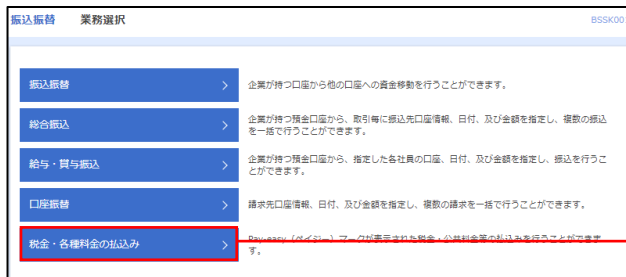 振込振替 業務選択 BSSK00
振込振替
企業が持つ口座から他の口座への資金移動を行うことができます。
総合振込
企業が持つ預金口座から、取引毎に振込先口座情報、日付、及び金額を指定し、複数の振込
を一括で行うことができます。
給与・賞与振込
企業が持つ預金口座から、指定した各社員の口座、日付、及び金額を指定し、振込を行うこ
とができます。
口座振替
請求先口座情報、日付、及び金額を指定し、複数の請求を一括で行うことができます。
税金・各種料金の払込み
Pay-easy（ペイジー）マークが表示された税金・公共料金等の払込みを行うことができま
す。